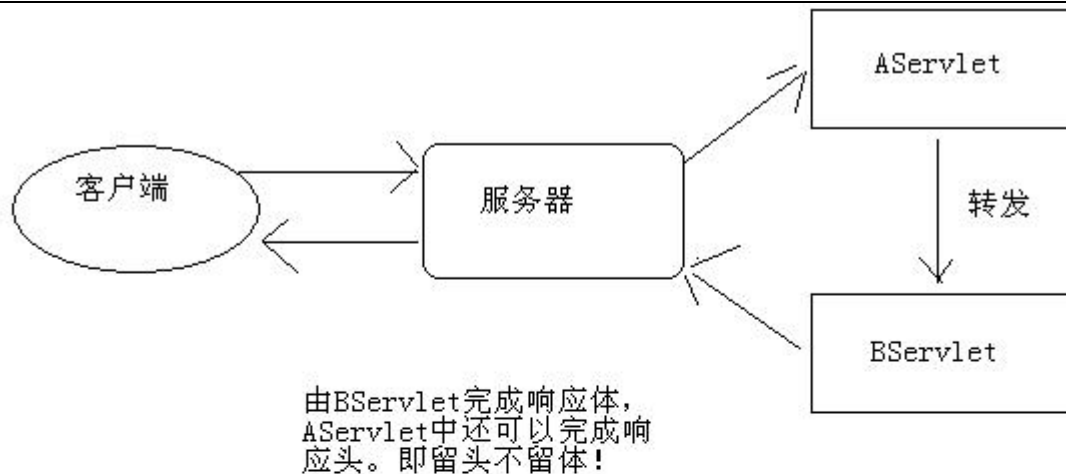 AServlet
客户端
服务器
转发
BServlet
由BServlet完成响应体，
AServlet中还可以完成响
应头。即留头不留体！